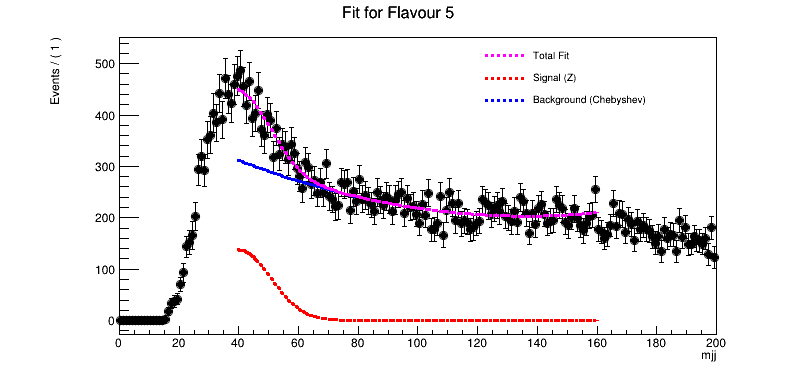 Fit for Flavour 5
Events / ( 1 )
500
400
300
200
100
0
Total Fit
Signal (Z)
Background (Chebyshev)
0 20 40 60 80 100 120 140 160 180 200
mjj